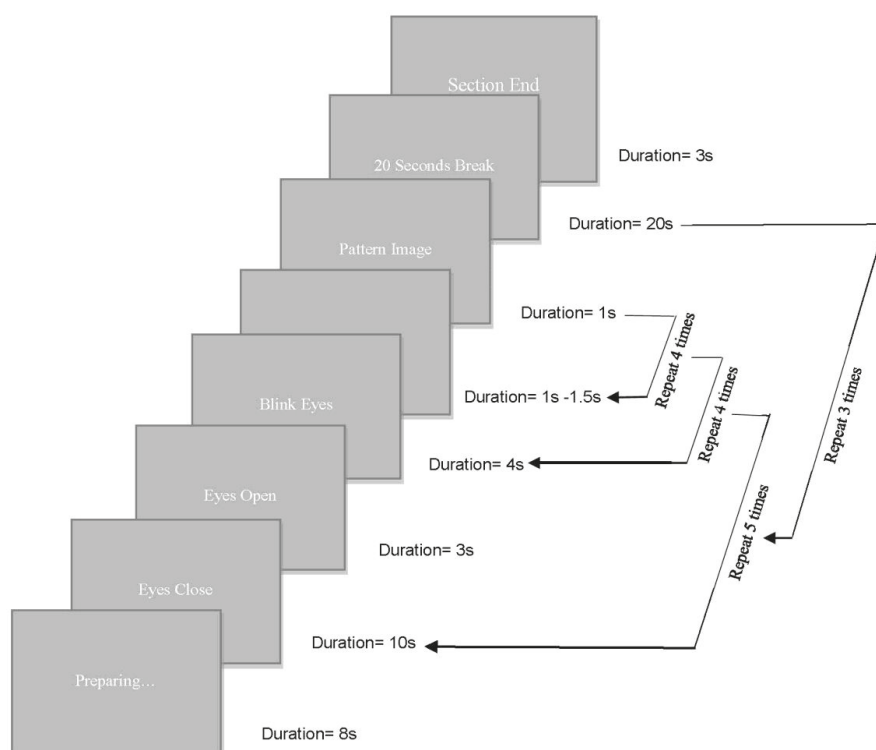 Section End
Duration= 3s
20 Seconds Break
Duration= 20s
Pattern Image
Duration= 1s
Repeat 4 times
Duration= 1s -1.5s
Repeat 4 times
Repeat 3 times
Blink Eyes
Duration= 4s
Eyes Open
Repeat 5 times
Duration= 3s
Eyes Close
Duration= 10s
Preparing…
Duration= 8s